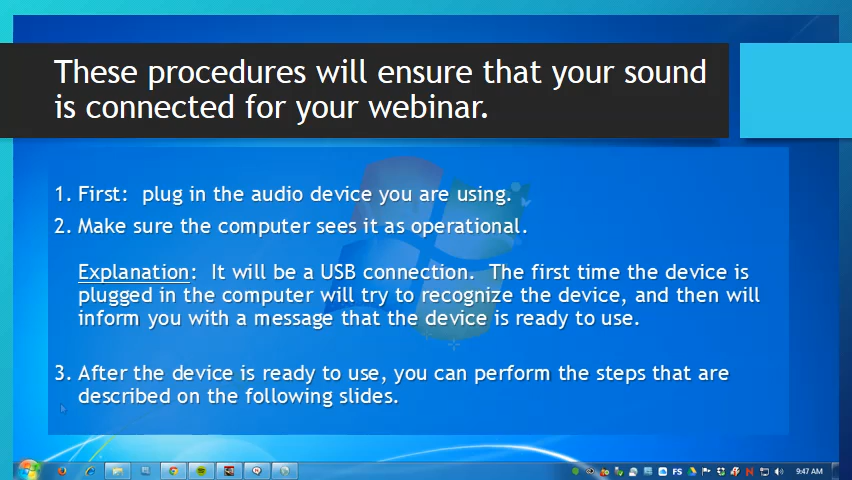 These procedures will ensure that your sound
is connected for your webinar.
1. First:  plug in the audio device you are using.
2. Make sure the computer sees it as operational.
Explanation:  It will be a USB connection.  The first time the device is
plugged in the computer will try to recognize the device, and then will
inform you with a message that the device is ready to use.
3. After the device is ready to use, you can perform the steps that are
described on the following slides.
FS
N
9:47 AM